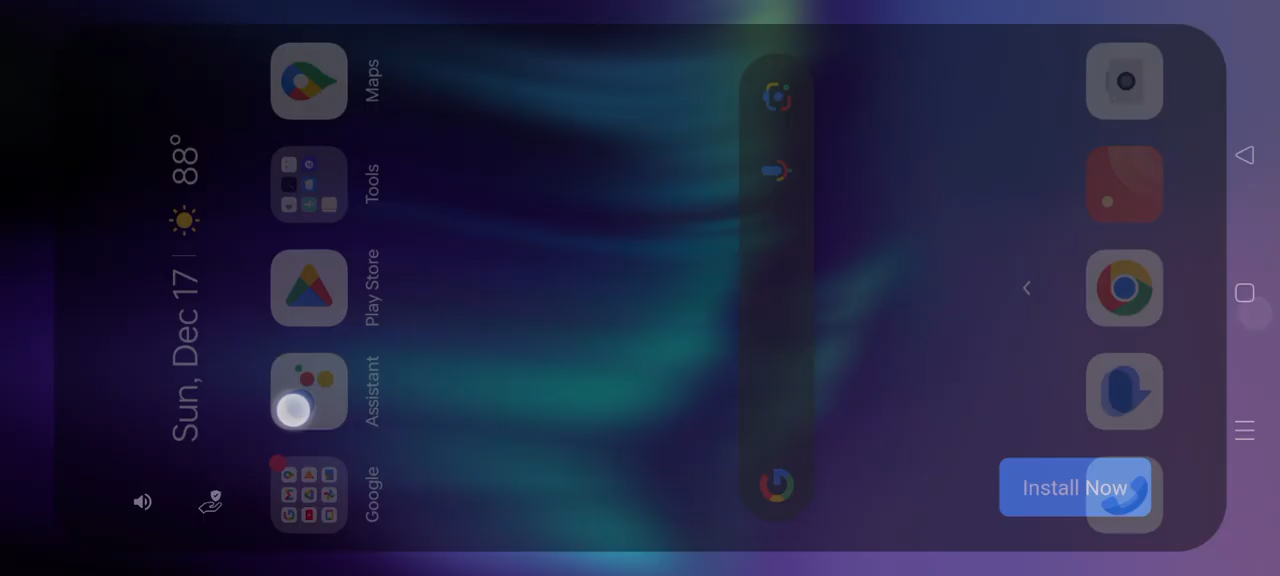 Sun, Dec 17 | 88°
Maps
Tools
Play Store
Assistant
Google
Install Now